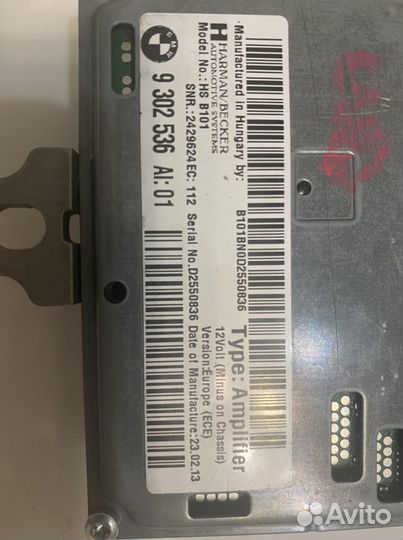 Manufactured in Hungary by:
HARMAN/BECKER
AUTOMOTIVE SYSTEMS
Model No.: HS B101
SNR.:2429624EC: 112 Serial No.D2550836
BMW
9 302 536 AI: 01
B101BN0D2550836
Type: Amplifier
12Volt (Minus on Chassis)
Version:Europe (ECE)
Date of Manufacture:23.02.13
Avito